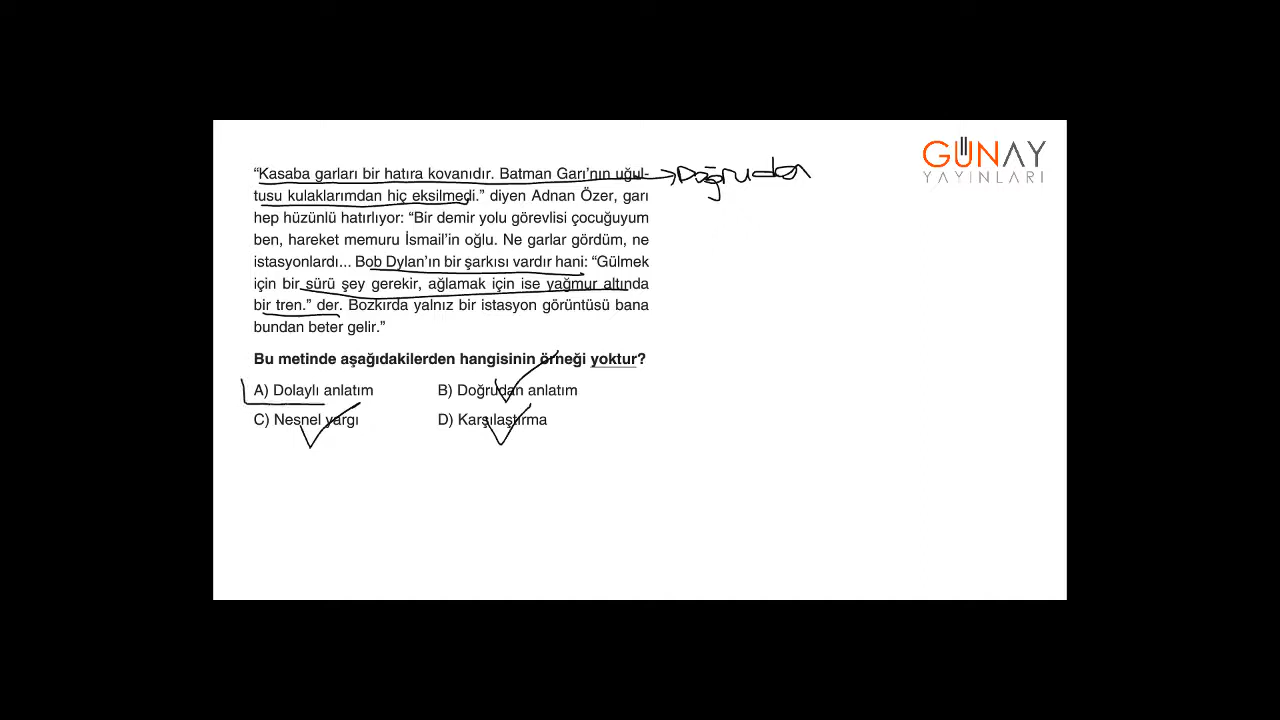 GÜNAY
YAYINLARI
“Kasaba garları bir hatıra kovanıdır. Batman Garı’nın uğul-
Doğrudan
tusu kulaklarımdan hiç eksilmedi.” diyen Adnan Özer, garı
hep hüzünlü hatırlıyor: “Bir demir yolu görevlisi çocuğuyum
ben, hareket memuru İsmail’in oğlu. Ne garlar gördüm, ne
istasyonlardı... Bob Dylan’ın bir şarkısı vardır hani: “Gülmek
için bir sürü şey gerekir, ağlamak için ise yağmur altında
bir tren.” der. Bozkırda yalnız bir istasyon görüntüsü bana
bundan beter gelir.”
Bu metinde aşağıdakilerden hangisinin örneği yoktur?
A) Dolaylı anlatım B) Doğrudan anlatım
C) Nesnel yargı D) Karşılaştırma